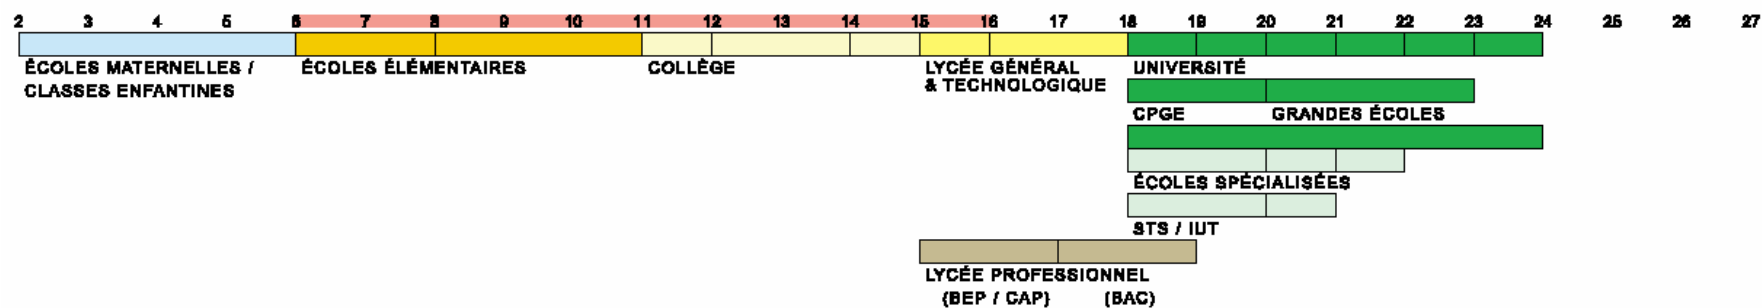 2 3 4 5 6 7 8 9 10 11 12 13 14 15 16 17 18 19 20 21 22 23 24 25 26 27
ÉCOLES MATERNELLES / ÉCOLES ÉLÉMENTAIRES COLLÈGE LYCÉE GÉNÉRAL UNIVERSITÉ
CLASSES ENFANTINES & TECHNOLOGIQUE
CPGE GRANDES ÉCOLES
ÉCOLES SPÉCIALISÉES
STS / IUT
LYCÉE PROFESSIONNEL
(BEP / CAP) (BAC)